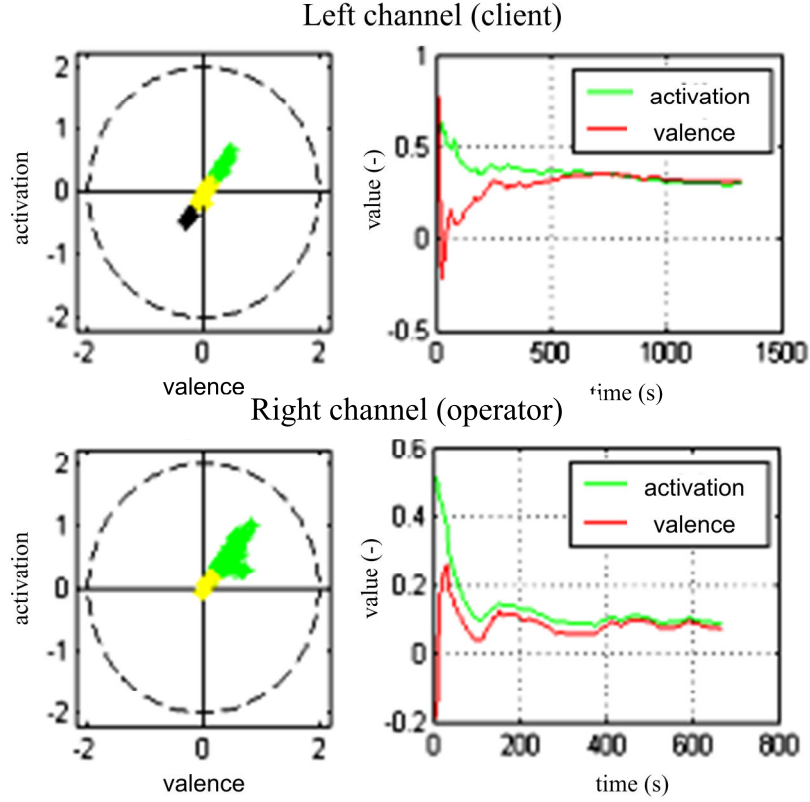 Left channel (client)
2
1
0
-1
-2
activation
-2 0 2
valence
1
0.5
0
-0.5
value (-)
activation
valence
0 500 1000 1500
time (s)
Right channel (operator)
2
1
0
-1
-2
activation
-2 0 2
valence
0.6
0.4
0.2
0
-0.2
value (-)
activation
valence
0 200 400 600 800
time (s)